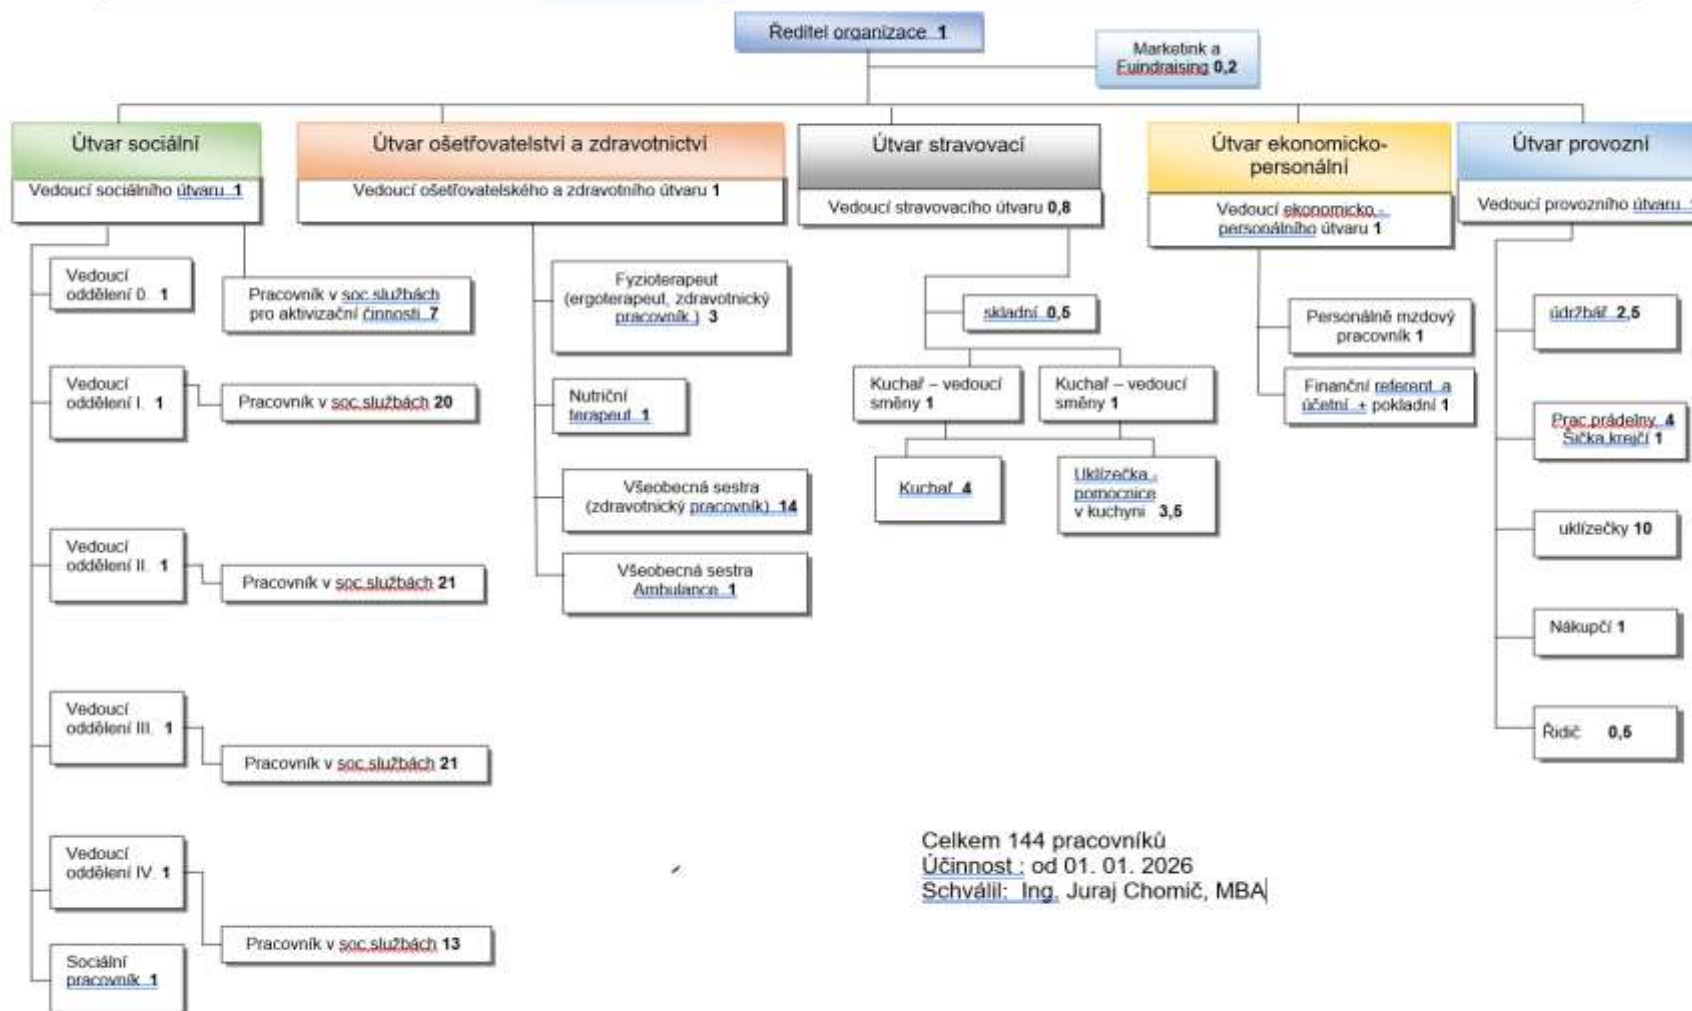 Ředitel organizace 1
Marketink a
Fuindraising 0,2
Útvar sociální
Vedoucí sociálního útvaru 1
Útvar ošetřovatelství a zdravotnictví
Vedoucí ošetřovatelského a zdravotního útvaru 1
Útvar stravovací
Vedoucí stravovacího útvaru 0,8
Útvar ekonomicko-
personální
Vedoucí ekonomicko -
personálního útvaru 1
Útvar provozní
Vedoucí provozního útvaru
Vedoucí
oddělení 0. 1
Pracovník v soc.službách
pro aktivizační činnosti 7
Vedoucí
oddělení I. 1
Pracovník v soc.službách 20
Vedoucí
oddělení II. 1
Pracovník v soc.službách 21
Vedoucí
oddělení III. 1
Pracovník v soc.službách 21
Vedoucí
oddělení IV. 1
Pracovník v soc.službách 13
Sociální
pracovník 1
Fyzioterapeut
(ergoterapeut, zdravotnický
pracovník ) 3
Nutriční
terapeut 1
Všeobecná sestra
(zdravotnický pracovník) 14
Všeobecná sestra
Ambulance 1
skladní 0,5
Kuchař – vedoucí
směny 1
Kuchař – vedoucí
směny 1
Kuchař 4
Uklízečka -
pomocnice
v kuchyni 3,5
Personálně mzdový
pracovník 1
Finanční referent a
účetní + pokladní 1
údržbář 2,5
Prac.prádelny 4
Šička,krejčí 1
uklízečky 10
Nákupčí 1
Řidič 0,5
Celkem 144 pracovníků
Účinnost : od 01. 01. 2026
Schválil: Ing. Juraj Chomič, MBA